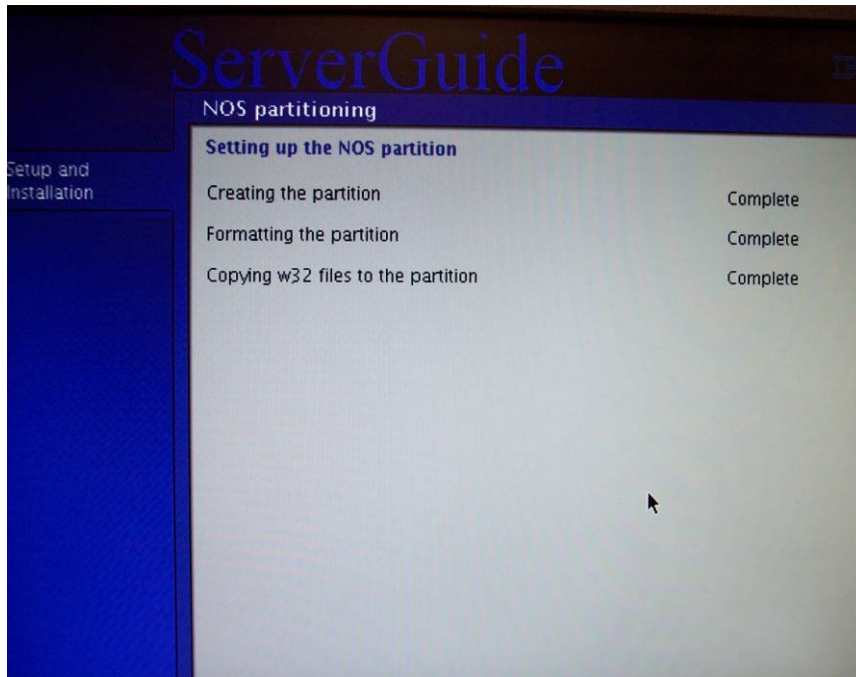 ServerGuide
NOS partitioning
Setup and
Installation
Setting up the NOS partition
Creating the partition Complete
Formatting the partition Complete
Copying w32 files to the partition Complete